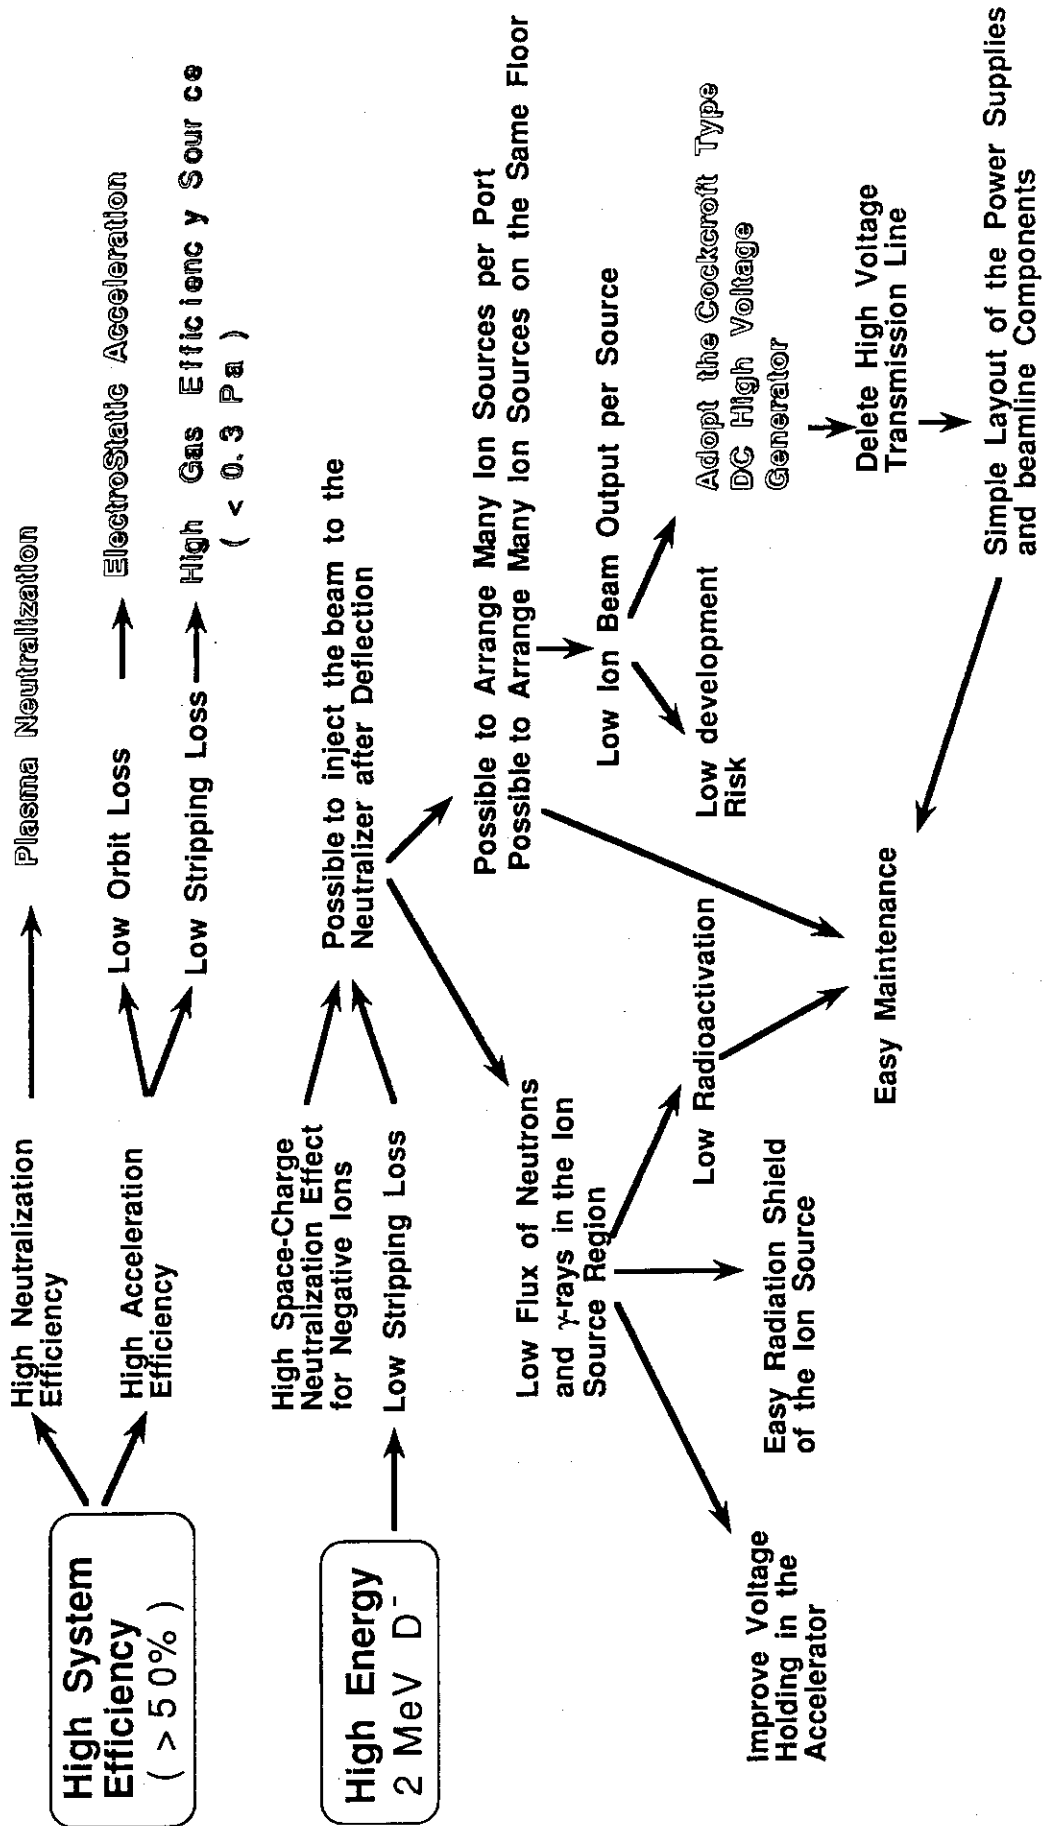 High System
Efficiency
( > 5 0% )
High Neutralization
Efficiency
Plasma Neutralization
High Acceleration
Efficiency
Low Orbit Loss
ElectroStatic Acceleration
Low Stripping Loss
High Gas Efficiency Source
( < 0.3 Pa )
High Energy
2 MeV D⁻
High Space-Charge
Neutralization Effect
for Negative Ions
Low Stripping Loss
Possible to inject the beam to the
Neutralizer after Deflection
Low Flux of Neutrons
and γ-rays in the Ion
Source Region
Possible to Arrange Many Ion Sources per Port
Possible to Arrange Many Ion Sources on the Same Floor
Low Ion Beam Output per Source
Improve Voltage
Holding in the
Accelerator
Easy Radiation Shield
of the Ion Source
Low Radioactivation
Low development
Risk
Adopt the Cockcroft Type
DC High Voltage
Generator
Delete High Voltage
Transmission Line
Easy Maintenance
Simple Layout of the Power Supplies
and beamline Components